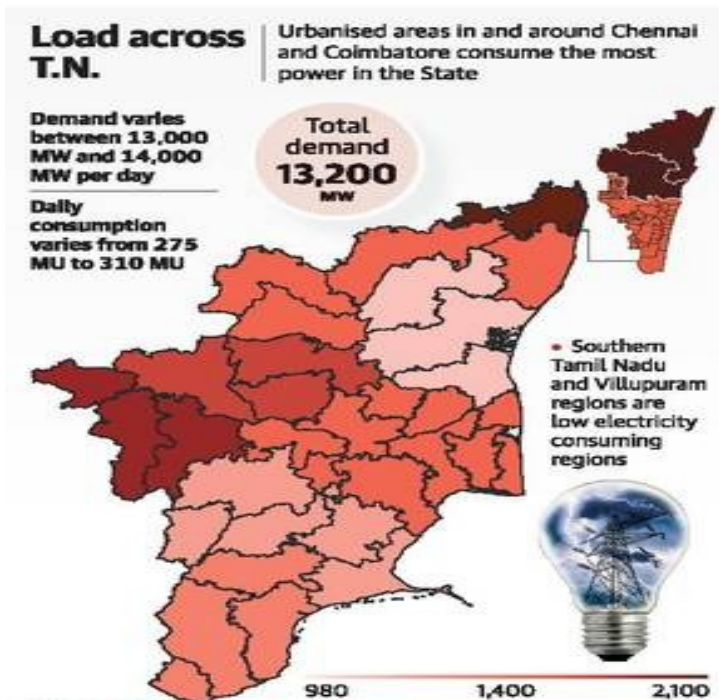 Load across
T.N.
Urbanised areas in and around Chennai
and Coimbatore consume the most
power in the State
Demand varies
between 13,000
MW and 14,000
MW per day
Daily
consumption
varies from 275
MU to 310 MU
Total
demand
13,200
MW
• Southern
Tamil Nadu
and Villupuram
regions are
low electricity
consuming
regions
980
1,400
2,100